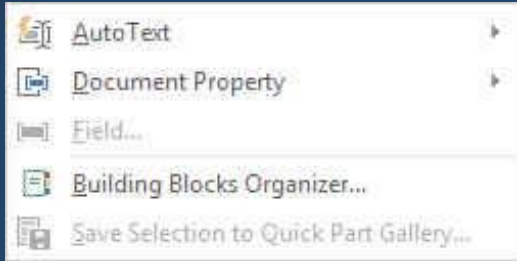 AutoText
Document Property
Field...
Building Blocks Organizer...
Save Selection to Quick Part Gallery...